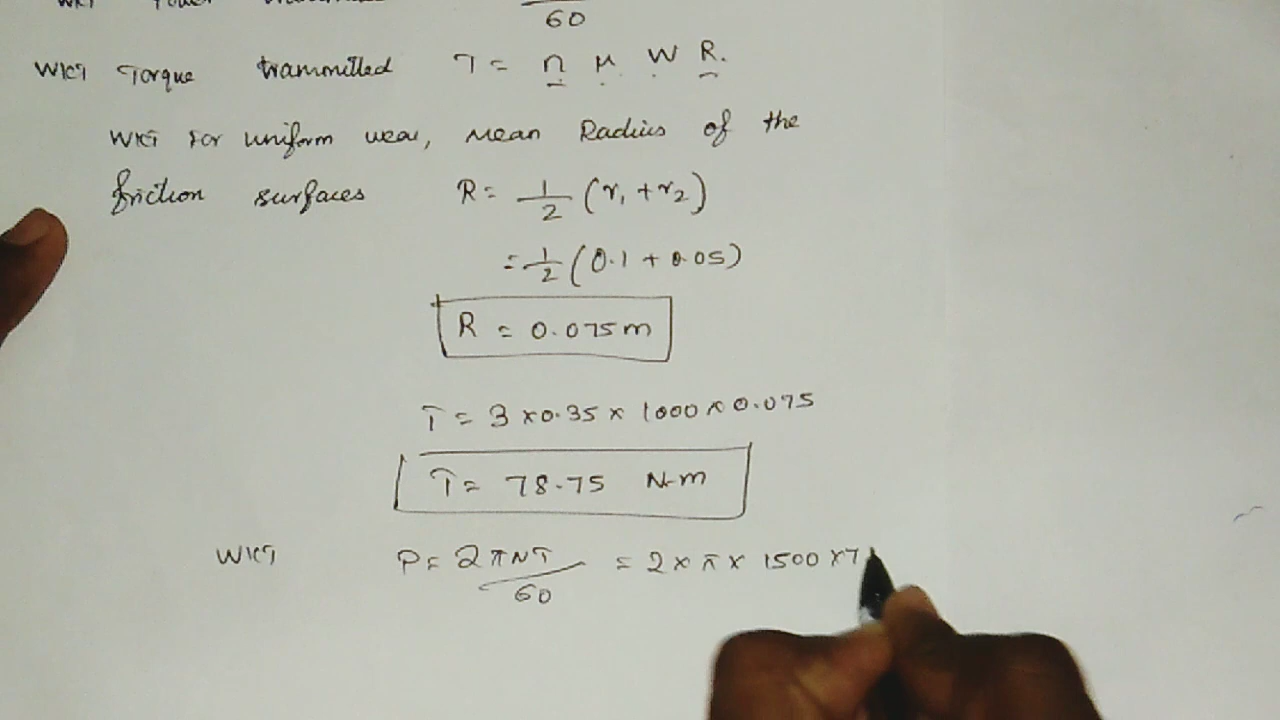 60
WKT Torque trammitted T = n μ W R.
WKT for uniform wear, Mean Radius of the
friction surfaces R = 1/2 (r₁ + r₂)
= 1/2 (0.1 + 0.05)
R = 0.075m
T = 3 × 0.35 × 1000 × 0.075
T = 78.75 N-m
WKT P = 2πNT/60 = 2 × π × 1500 × 7